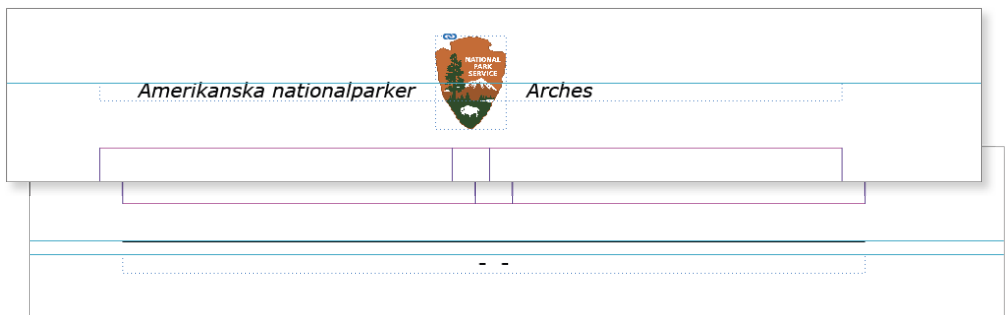 Amerikanska nationalparker
NATIONAL
PARK
SERVICE
Arches
- -